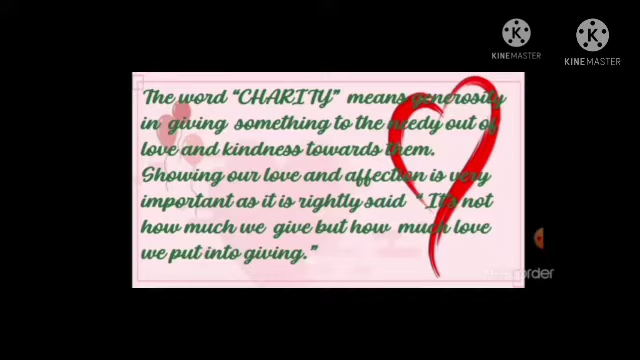 KINEMASTER
KINEMASTER
The word “CHARITY” means generosity
in giving something to the needy out of
love and kindness towards them.
Showing our love and affection is very
important as it is rightly said “ It's not
how much we give but how much love
we put into giving.”